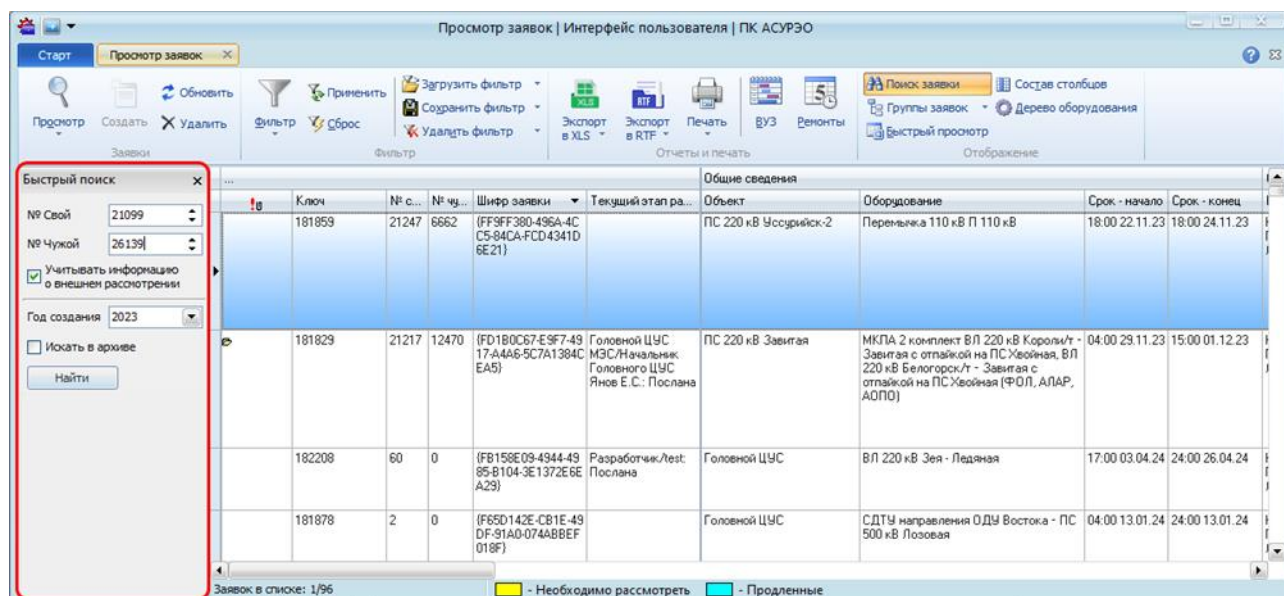 Просмотр заявок | Интерфейс пользователя | ПК АСУРЭО
Старт
Просмотр заявок
Просмотр
Создать
Обновить
Удалить
Заявки
Фильтр
Применить
Сброс
Загрузить фильтр
Сохранить фильтр
Удалить фильтр
Фильтр
Экспорт
в XLS
Экспорт
в RTF
Печать
ВУЗ
Ремонты
Отчеты и печать
Поиск заявки
Группы заявок
Быстрый просмотр
Состав столбцов
Дерево оборудования
Отображение
Быстрый поиск
№ Свой 21099
№ Чужой 26139
Учитывать информацию
о внешнем рассмотрении
Год создания 2023
Искать в архиве
Найти
... Общие сведения
Ключ № с... № чу... Шифр заявки Текущий этап ра... Объект Оборудование Срок - начало Срок - конец
181859 21247 6662 {FF9FF380-496A-4C ПС 220 кВ Уссурийск-2 Перемычка 110 кВ П 110 кВ 18:00 22.11.23 18:00 24.11.23
C5-84CA-FCD4341D
6E21}
181829 21217 12470 {FD1B0C67-E9F7-49 Головной ЦУС ПС 220 кВ Завитая МКПА 2 комплект ВЛ 220 кВ Короли/т - 04:00 29.11.23 15:00 01.12.23
17-A4A6-5C7A1384C МЭС/Начальник Завитая с отпайкой на ПС Хвойная, ВЛ
EA5} Головного ЦУС 220 кВ Белогорск/т - Завитая с
Янов Е.С.: Послана отпайкой на ПС Хвойная (ФОЛ, АЛАР,
АОПО)
182208 60 0 {FB158E09-4944-49 Разработчик/test: Головной ЦУС ВЛ 220 кВ Зея - Ледяная 17:00 03.04.24 24:00 26.04.24
85-B104-3E1372E6E Послана
A29}
181878 2 0 {F65D142E-CB1E-49 Головной ЦУС СДТУ направления ОДУ Востока - ПС 04:00 13.01.24 24:00 13.01.24
DF-91A0-074ABBEF 500 кВ Лозовая
018F}
Заявок в списке: 1/96 - Необходимо рассмотреть - Продленные